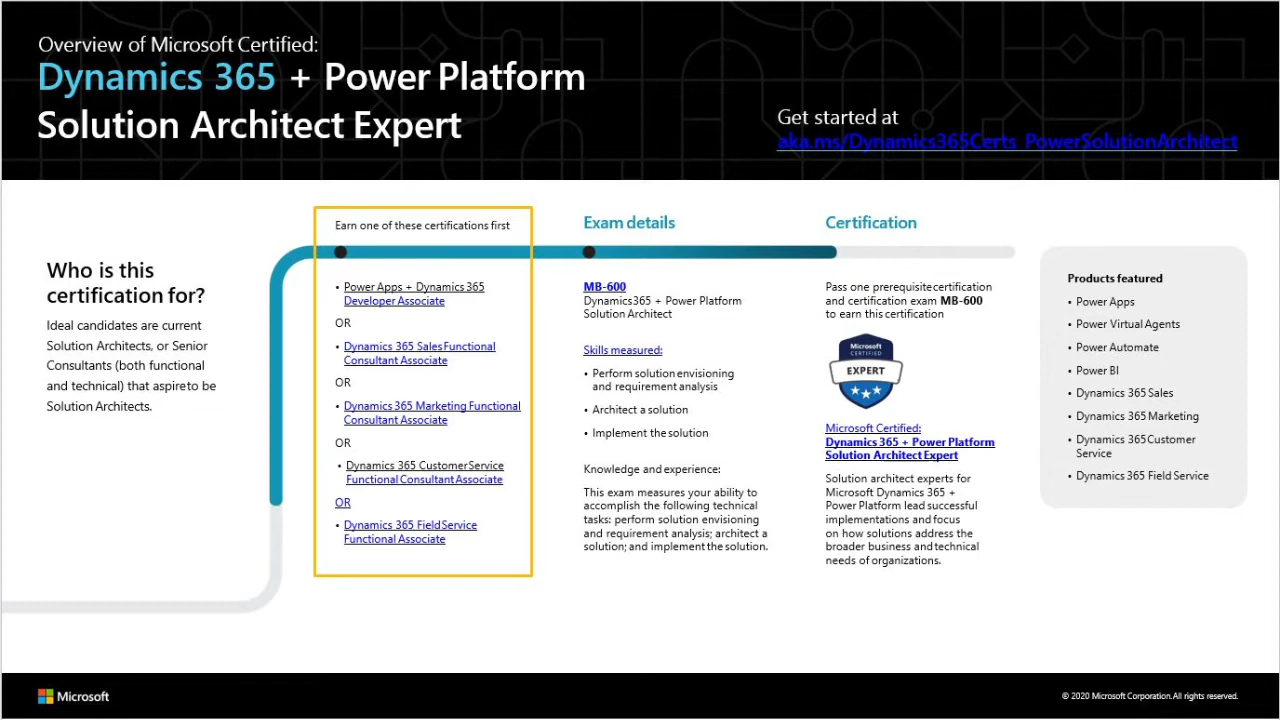 Overview of Microsoft Certified:
Dynamics 365 + Power Platform
Solution Architect Expert
Get started at
aka.ms/Dynamics365Certs_PowerSolutionArchitect
Who is this
certification for?
Ideal candidates are current
Solution Architects, or Senior
Consultants (both functional
and technical) that aspire to be
Solution Architects.
Earn one of these certifications first
• Power Apps + Dynamics 365
Developer Associate
OR
• Dynamics 365 Sales Functional
Consultant Associate
OR
• Dynamics 365 Marketing Functional
Consultant Associate
OR
• Dynamics 365 Customer Service
Functional Consultant Associate
OR
• Dynamics 365 Field Service
Functional Associate
Exam details
MB-600
Dynamics 365 + Power Platform
Solution Architect
Skills measured:
• Perform solution envisioning
and requirement analysis
• Architect a solution
• Implement the solution
Knowledge and experience:
This exam measures your ability to
accomplish the following technical
tasks: perform solution envisioning
and requirement analysis; architect a
solution; and implement the solution.
Certification
Pass one prerequisite certification
and certification exam MB-600
to earn this certification
Microsoft
CERTIFIED
EXPERT
Microsoft Certified:
Dynamics 365 + Power Platform
Solution Architect Expert
Solution architect experts for
Microsoft Dynamics 365 +
Power Platform lead successful
implementations and focus
on how solutions address the
broader business and technical
needs of organizations.
Products featured
• Power Apps
• Power Virtual Agents
• Power Automate
• Power BI
• Dynamics 365 Sales
• Dynamics 365 Marketing
• Dynamics 365 Customer
Service
• Dynamics 365 Field Service
Microsoft
© 2020 Microsoft Corporation. All rights reserved.